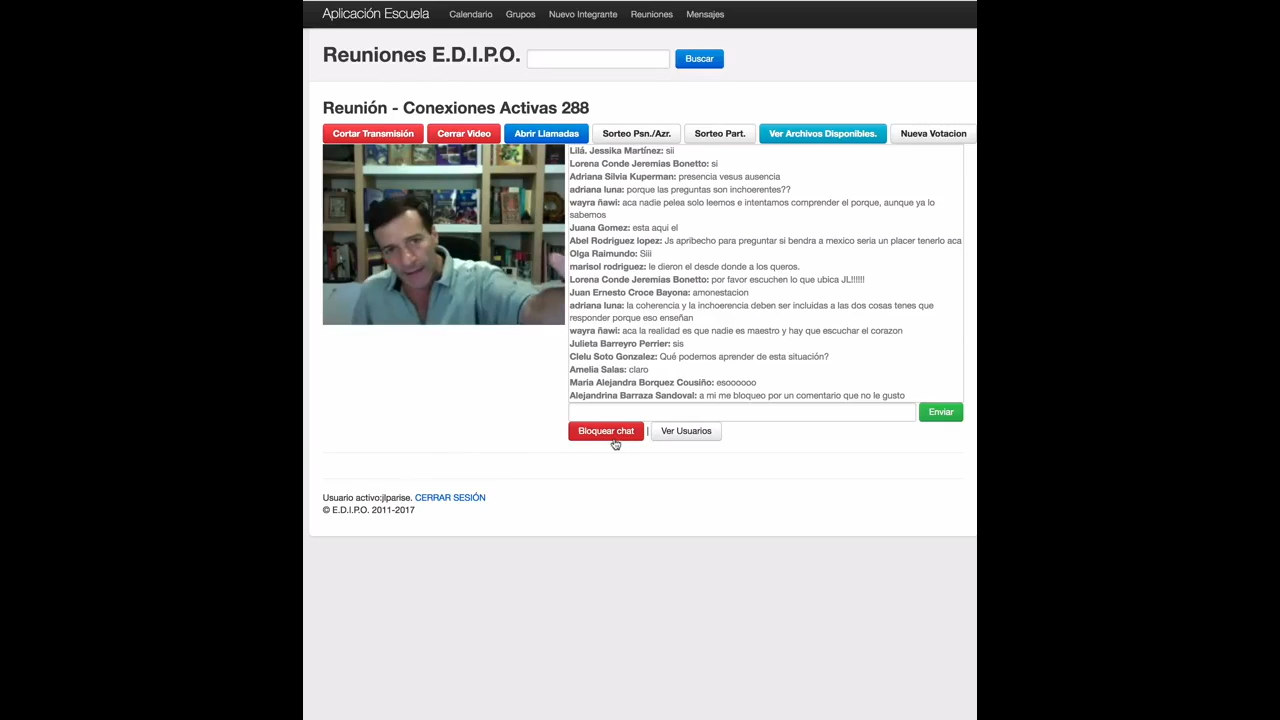 Aplicación Escuela Calendario Grupos Nuevo Integrante Reuniones Mensajes
Reuniones E.D.I.P.O. Buscar
Reunión - Conexiones Activas 288
Cortar Transmisión Cerrar Video Abrir Llamadas Sorteo Psn./Azr. Sorteo Part. Ver Archivos Disponibles. Nueva Votacion
Lilá. Jessika Martínez: sii
Lorena Conde Jeremias Bonetto: si
Adriana Silvia Kuperman: presencia vesus ausencia
adriana luna: porque las preguntas son inchoerentes??
wayra ñawi: aca nadie pelea solo leemos e intentamos comprender el porque, aunque ya lo
sabemos
Juana Gomez: esta aqui el
Abel Rodriguez lopez: Js apribecho para preguntar si bendra a mexico seria un placer tenerlo aca
Olga Raimundo: Siii
marisol rodriguez: le dieron el desde donde a los queros.
Lorena Conde Jeremias Bonetto: por favor escuchen lo que ubica JL!!!!!!
Juan Ernesto Croce Bayona: amonestacion
adriana luna: la coherencia y la inchoerencia deben ser incluidas a las dos cosas tenes que
responder porque eso enseñan
wayra ñawi: aca la realidad es que nadie es maestro y hay que escuchar el corazon
Julieta Barreyro Perrier: sis
Clelu Soto Gonzalez: Qué podemos aprender de esta situación?
Amelia Salas: claro
Maria Alejandra Borquez Cousiño: esoooooo
Alejandrina Barraza Sandoval: a mi me bloqueo por un comentario que no le gusto
Enviar
Bloquear chat | Ver Usuarios
Usuario activo:jlparise. CERRAR SESIÓN
© E.D.I.P.O. 2011-2017